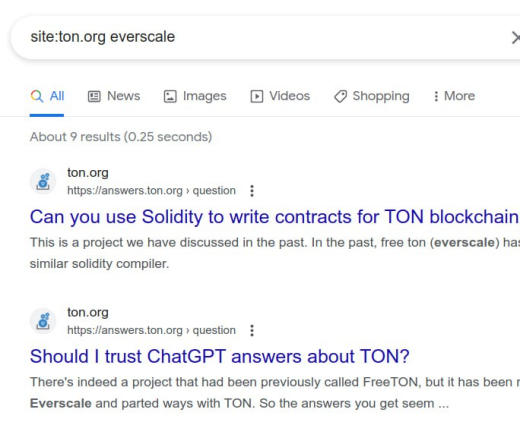 site:ton.org everscale
All News Images Videos Shopping More
About 9 results (0.25 seconds)
ton.org
https://answers.ton.org › question
Can you use Solidity to write contracts for TON blockchain
This is a project we have discussed in the past. In the past, free ton (everscale) has
similar solidity compiler.
ton.org
https://answers.ton.org › question
Should I trust ChatGPT answers about TON?
There's indeed a project that had been previously called FreeTON, but it has been
Everscale and parted ways with TON. So the answers you get seem ...